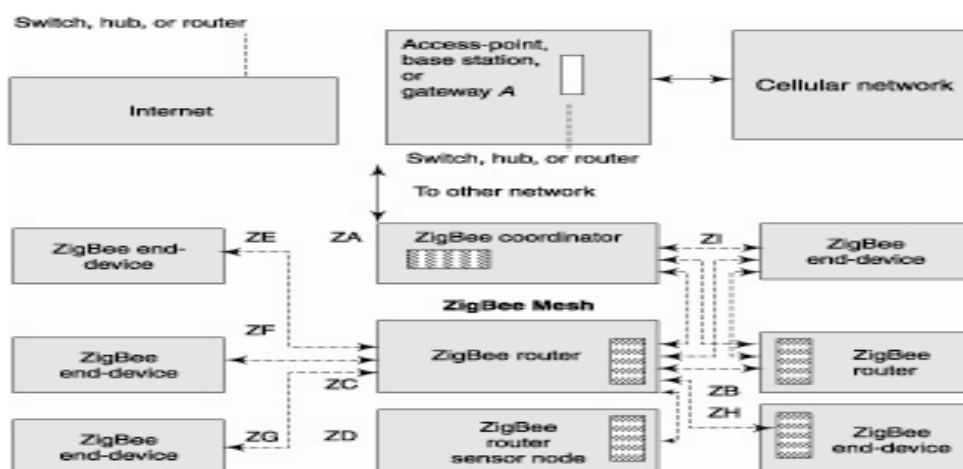 Switch, hub, or router
Internet
Access-point,
base station,
or
gateway A
Cellular network
Switch, hub, or router
To other network
ZigBee end-
device
ZE
ZA
ZigBee coordinator
ZI
ZigBee
end-device
ZigBee Mesh
ZF
ZigBee
end-device
ZC
ZigBee router
ZigBee
router
ZB
ZH
ZigBee
end-device
ZG
ZD
ZigBee
router
sensor node
ZigBee
end-device